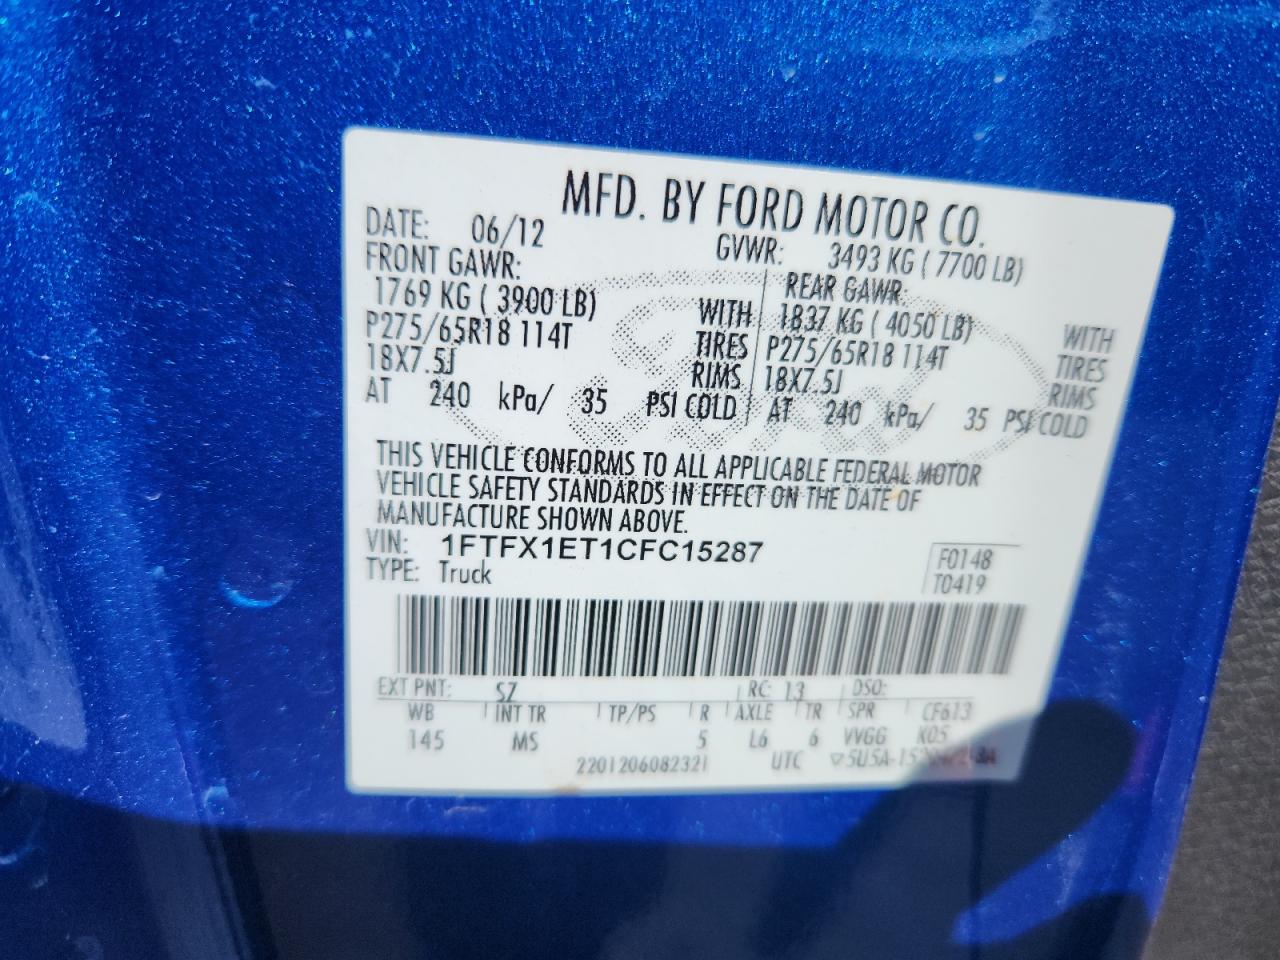 MFD. BY FORD MOTOR CO.
DATE: 06/12 GVWR: 3493 KG ( 7700 LB)
FRONT GAWR: REAR GAWR:
1769 KG ( 3900 LB) WITH 1837 KG ( 4050 LB) WITH
P275/65R18 114T TIRES P275/65R18 114T TIRES
18X7.5J RIMS 18X7.5J RIMS
AT 240 kPa/ 35 PSI COLD AT 240 kPa/ 35 PSI COLD
THIS VEHICLE CONFORMS TO ALL APPLICABLE FEDERAL MOTOR
VEHICLE SAFETY STANDARDS IN EFFECT ON THE DATE OF
MANUFACTURE SHOWN ABOVE.
VIN: 1FTFX1ET1CFC15287 F0148
TYPE: Truck T0419
EXT PNT: SZ RC: 13 DSO:
WB INT TR TP/PS R AXLE TR SPR CF613
145 MS 5 L6 6 VVGG K05
2201206082321 UTC